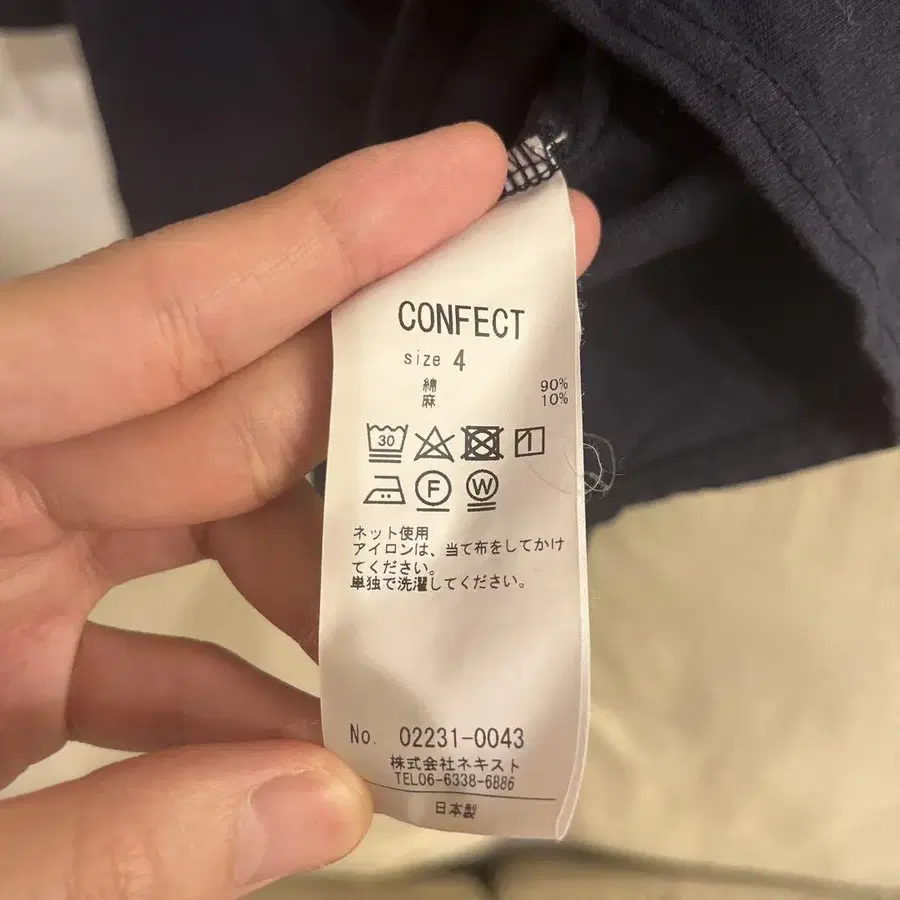 CONFECT
size 4
綿 90%
麻 10%
30
F W
ネット使用
アイロンは、当て布をしてかけ
てください。
単独で洗濯してください。
No. 02231-0043
株式会社ネキスト
TEL06-6338-6886
日本製